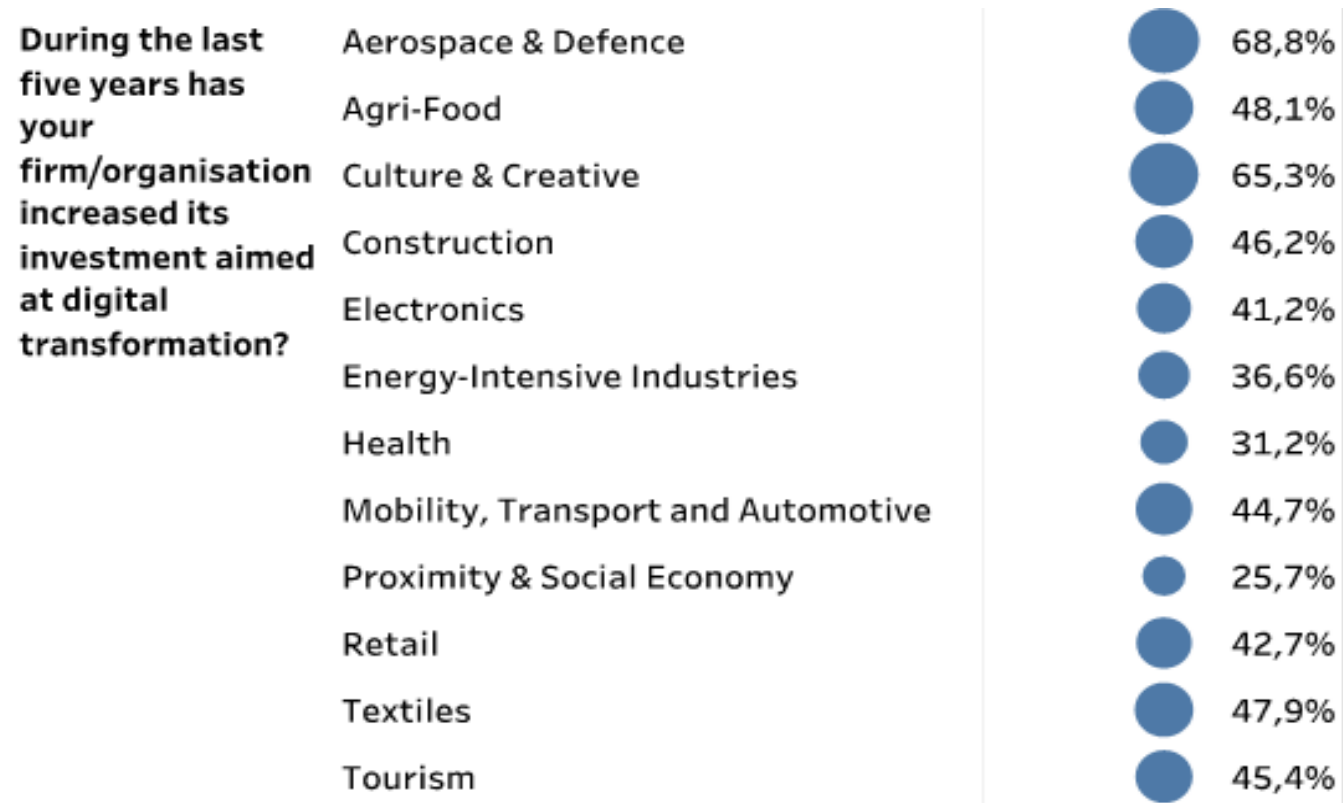 During the last
five years has
your
firm/organisation
increased its
investment aimed
at digital
transformation?
Aerospace & Defence 68,8%
Agri-Food 48,1%
Culture & Creative 65,3%
Construction 46,2%
Electronics 41,2%
Energy-Intensive Industries 36,6%
Health 31,2%
Mobility, Transport and Automotive 44,7%
Proximity & Social Economy 25,7%
Retail 42,7%
Textiles 47,9%
Tourism 45,4%